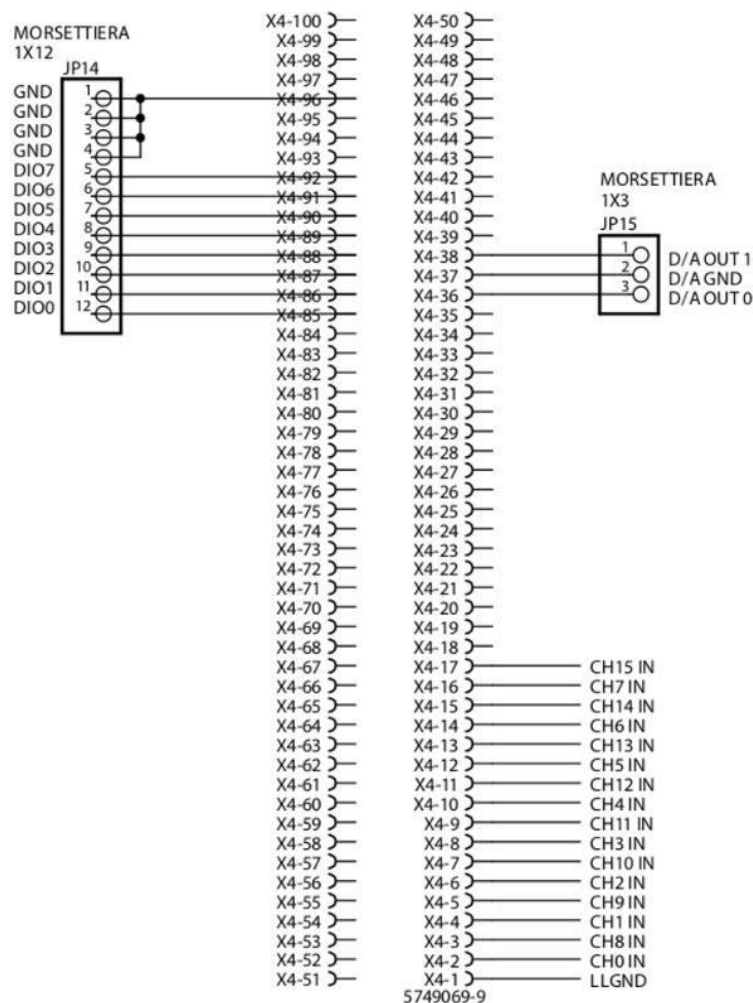 MORSETTIERA
1X12
JP14
GND 1
GND 2
GND 3
GND 4
DIO7 5
DIO6 6
DIO5 7
DIO4 8
DIO3 9
DIO2 10
DIO1 11
DIO0 12
X4-100
X4-99
X4-98
X4-97
X4-96
X4-95
X4-94
X4-93
X4-92
X4-91
X4-90
X4-89
X4-88
X4-87
X4-86
X4-85
X4-84
X4-83
X4-82
X4-81
X4-80
X4-79
X4-78
X4-77
X4-76
X4-75
X4-74
X4-73
X4-72
X4-71
X4-70
X4-69
X4-68
X4-67
X4-66
X4-65
X4-64
X4-63
X4-62
X4-61
X4-60
X4-59
X4-58
X4-57
X4-56
X4-55
X4-54
X4-53
X4-52
X4-51
X4-50
X4-49
X4-48
X4-47
X4-46
X4-45
X4-44
X4-43
X4-42
X4-41
X4-40
X4-39
X4-38
X4-37
X4-36
X4-35
X4-34
X4-33
X4-32
X4-31
X4-30
X4-29
X4-28
X4-27
X4-26
X4-25
X4-24
X4-23
X4-22
X4-21
X4-20
X4-19
X4-18
X4-17 CH15 IN
X4-16 CH7 IN
X4-15 CH14 IN
X4-14 CH6 IN
X4-13 CH13 IN
X4-12 CH5 IN
X4-11 CH12 IN
X4-10 CH4 IN
X4-9 CH11 IN
X4-8 CH3 IN
X4-7 CH10 IN
X4-6 CH2 IN
X4-5 CH9 IN
X4-4 CH1 IN
X4-3 CH8 IN
X4-2 CH0 IN
X4-1 LLGND
5749069-9
MORSETTIERA
1X3
JP15
1 D/A OUT 1
2 D/A GND
3 D/A OUT 0